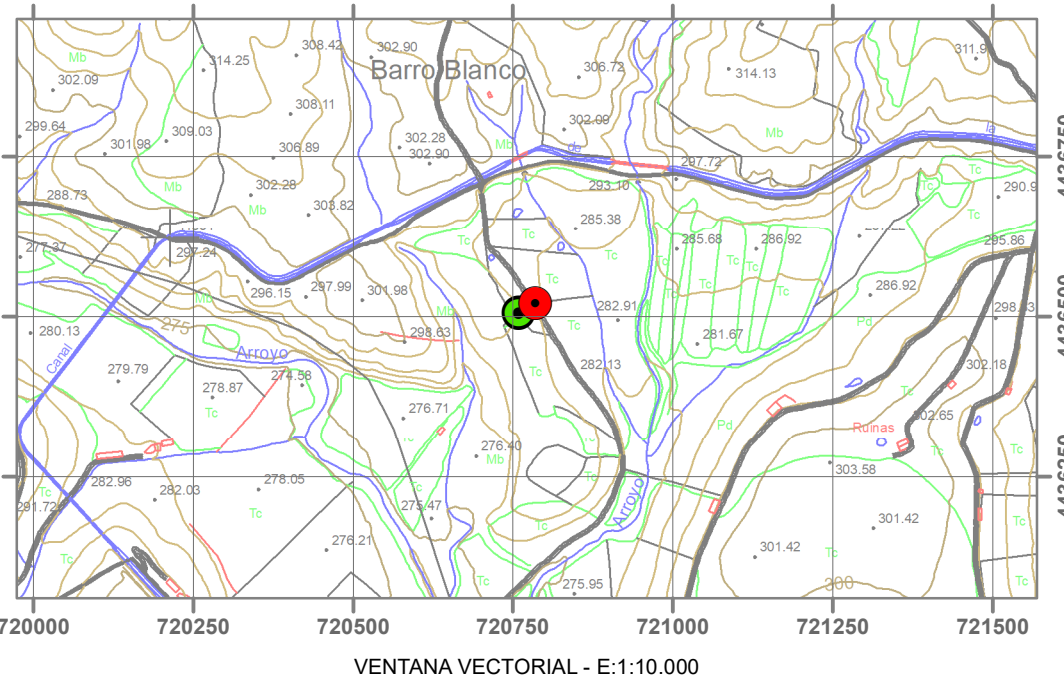 308.42
302.90
311.9
Mb
314.25
Barro Blanco
306.72
314.13
302.09
308.11
299.64
309.03
302.28
302.09
Mb
la
301.98
306.89
302.90
Mb
de
297.72
4436750
Mb
302.28
293.10
Tc
Tc
290.9
288.73
Mb
303.82
285.38
Tc
277.37
297.24
Tc
Tc
285.68
286.92
295.86
Tc
Tc
Tc
Tc
296.15
297.99
301.98
286.92
Mb
Mb
282.91
298.33
275
Pd
4436500
280.13
298.63
Tc
281.67
Arroyo
Canal
282.13
302.18
279.79
274.58
Tc
278.87
Tc
Tc
276.71
302.65
Pd
Ruinas
276.40
Mb
Tc
303.58
4436250
282.96
278.05
Tc
Tc
282.03
Tc
291.72
Tc
275.47
Arroyo
301.42
Tc
Tc
276.21
301.42
Tc
Tc
Tc
275.95
300
Tc
720000 720250 720500 720750 721000 721250 721500
VENTANA VECTORIAL - E:1:10.000